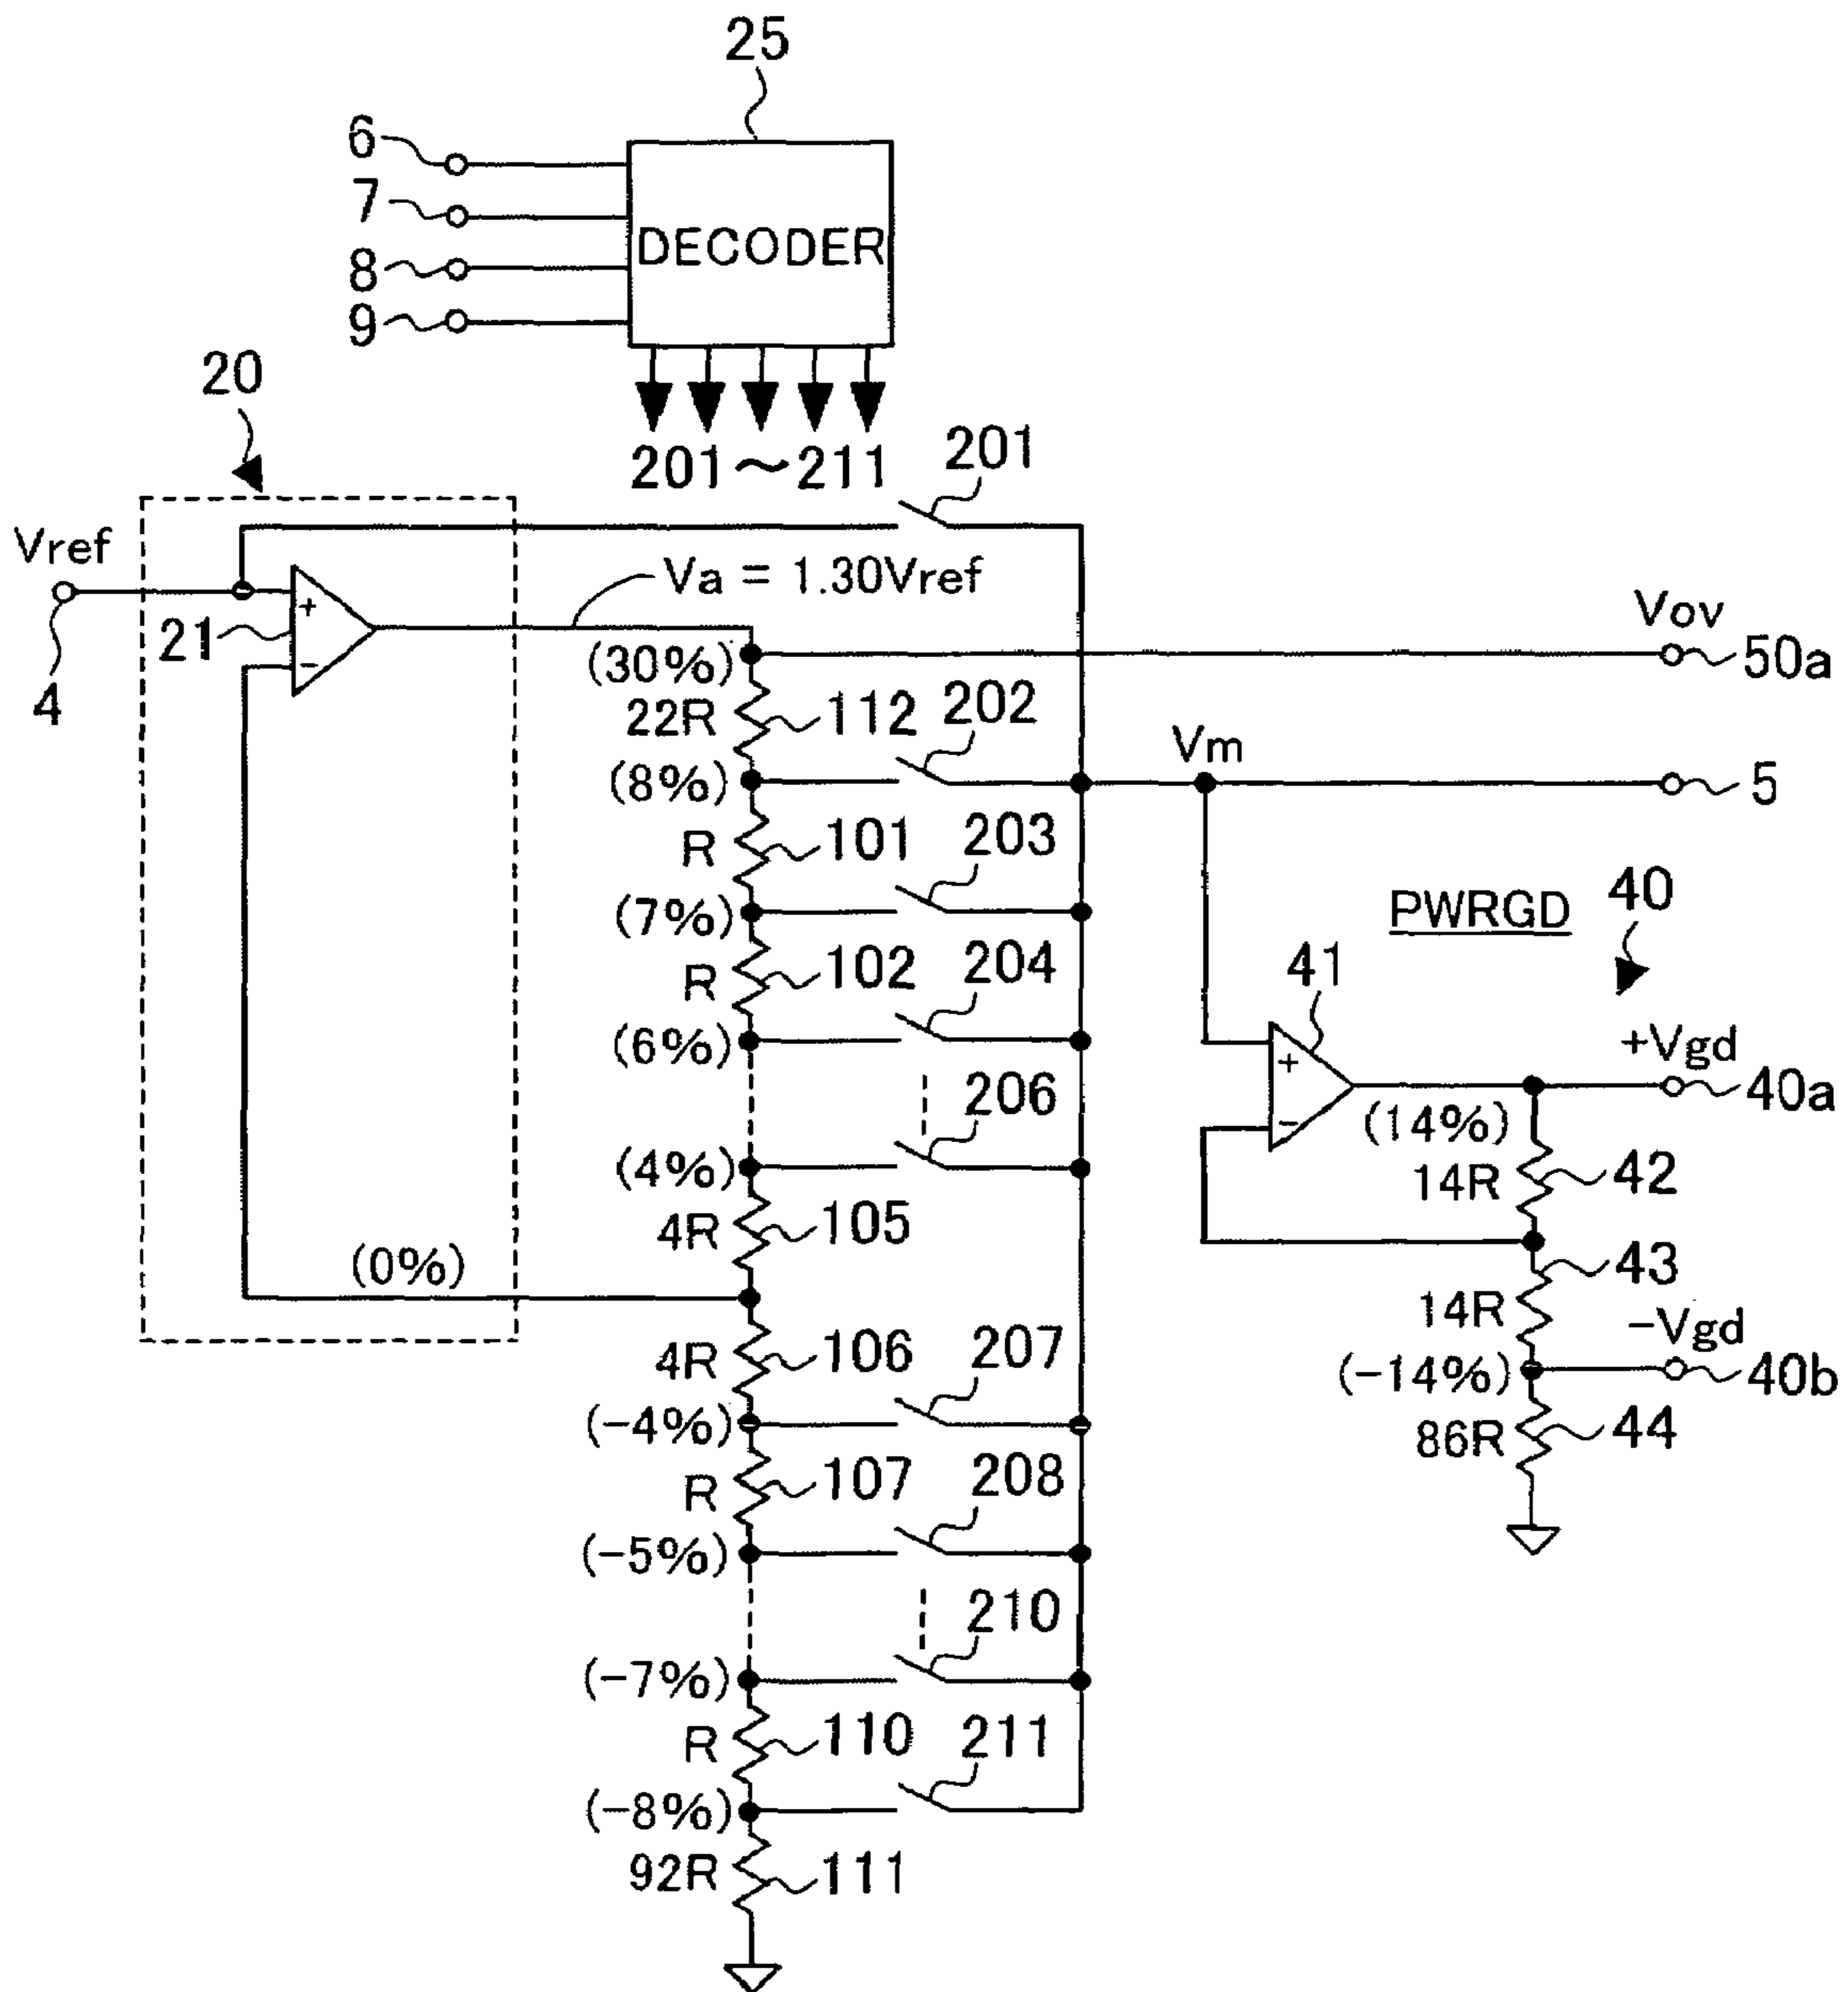 25
6
7
8
9
DECODER
20
201～211
201
Vref
Va = 1.30Vref
4
21
+
−
Vov
50a
(30%)
22R
112
202
Vm
5
(8%)
R
101
203
(7%)
PWRGD
40
R
102
204
41
(6%)
+
−
+Vgd
40a
206
(14%)
(4%)
14R
42
4R
105
(0%)
43
14R
−Vgd
4R
106
207
(−14%)
40b
(−4%)
86R
44
R
107
208
(−5%)
210
(−7%)
R
110
211
(−8%)
92R
111